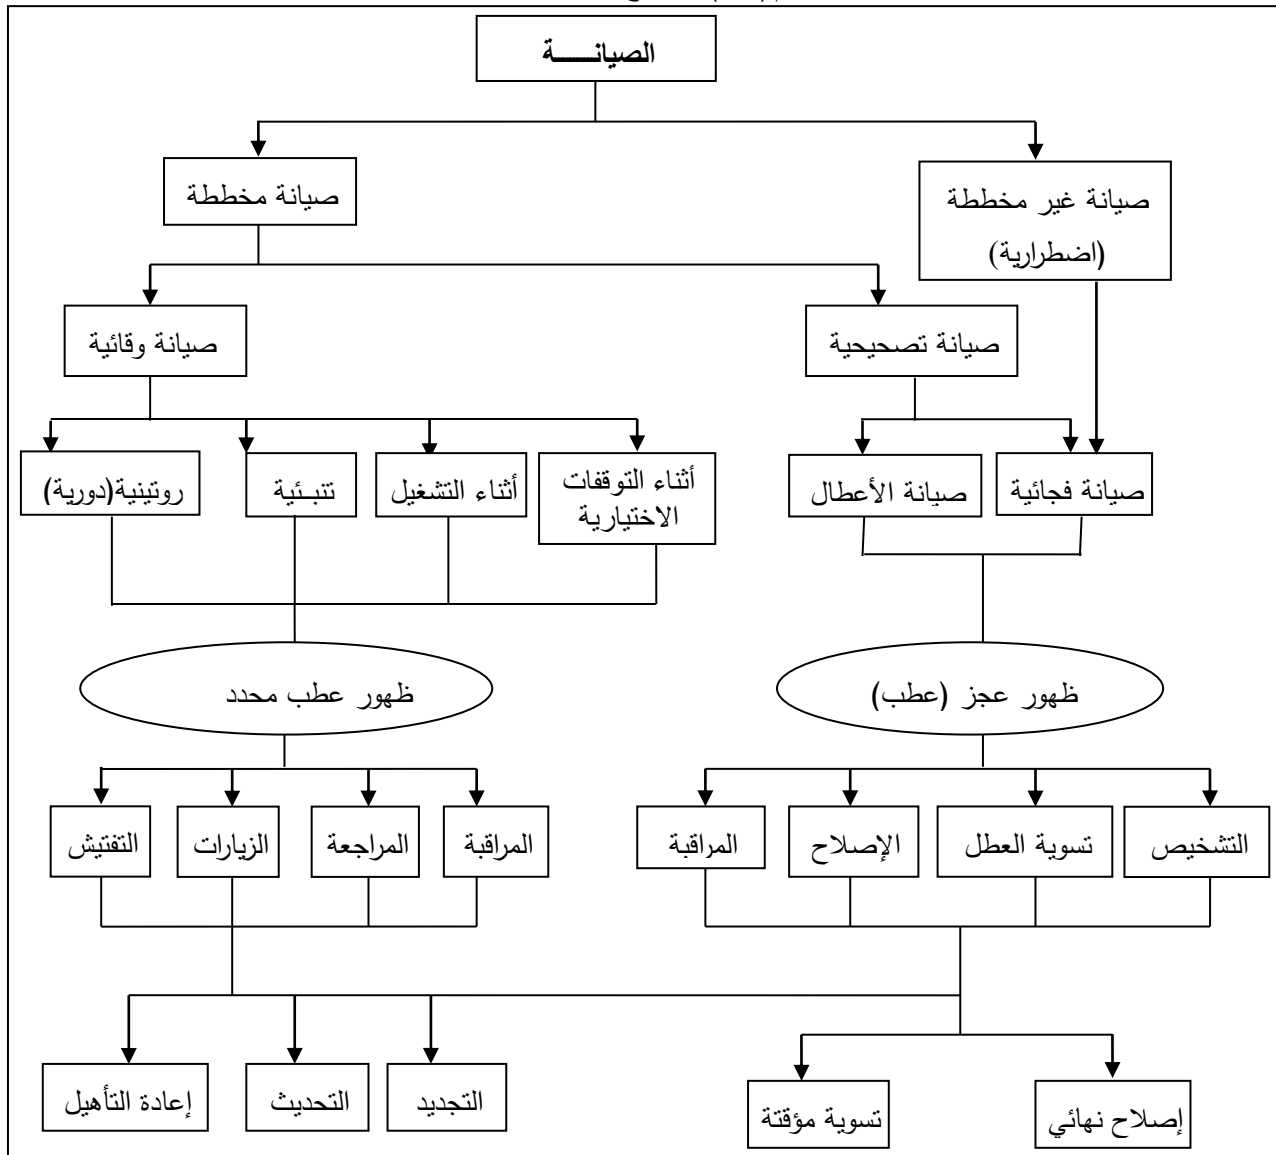 الصيانـــــة
صيانة غير مخططة
(اضطرارية)
صيانة مخططة
صيانة تصحيحية
صيانة وقائية
صيانة فجائية
صيانة الأعطال
أثناء التوقفات
الاختيارية
أثناء التشغيل
تنبـئية
روتينية(دورية)
ظهور عجز (عطب)
ظهور عطب محدد
التشخيص
تسوية العطل
الإصلاح
المراقبة
المراقبة
المراجعة
الزيارات
التفتيش
إصلاح نهائي
تسوية مؤقتة
التجديد
التحديث
إعادة التأهيل